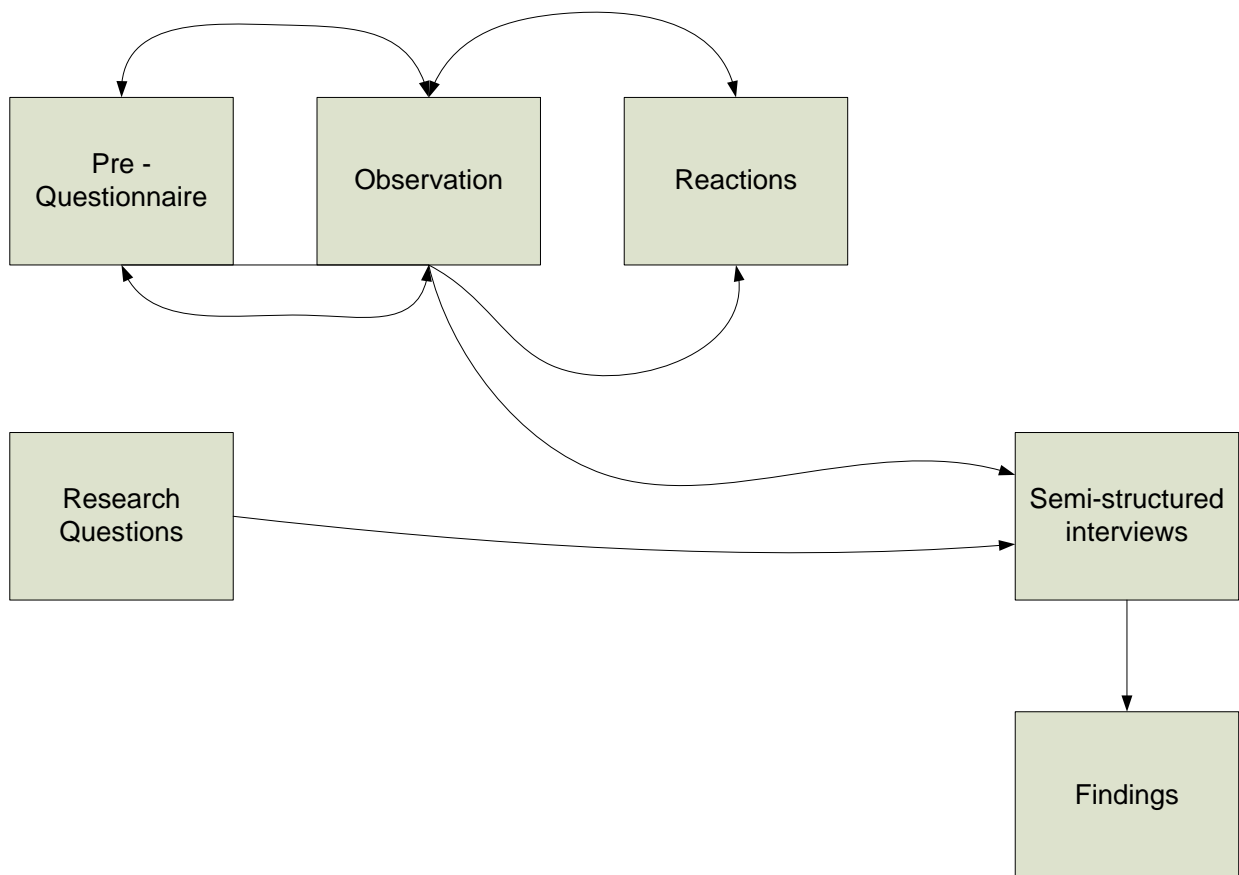 Pre -
Questionnaire
Observation
Reactions
Research
Questions
Semi-structured
interviews
Findings